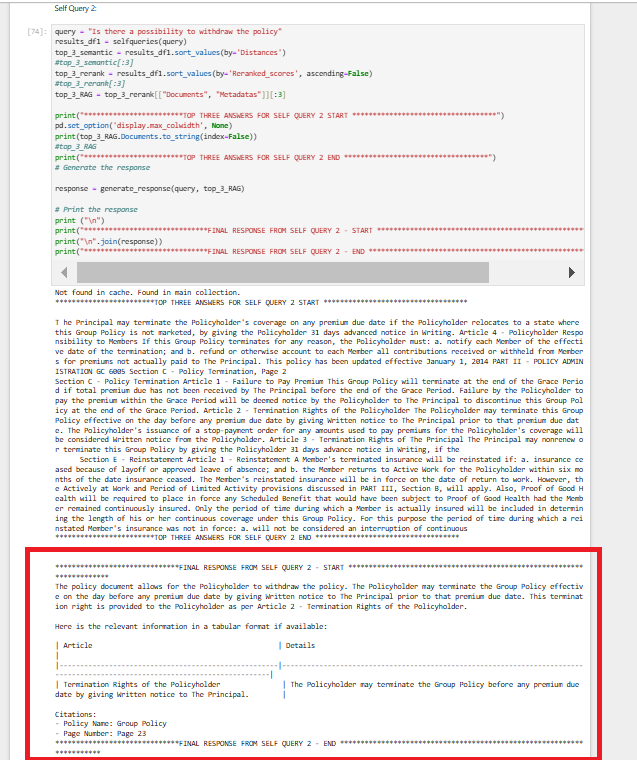 Self Query 2:
[74]: query = "Is there a possibility to withdraw the policy"
results_df1 = selfqueries(query)
top_3_semantic = results_df1.sort_values(by='Distances')
#top_3_semantic[:3]
top_3_rerank = results_df1.sort_values(by='Reranked_scores', ascending=False)
#top_3_rerank[:3]
top_3_RAG = top_3_rerank[["Documents", "Metadatas"]][:3]
print("************************TOP THREE ANSWERS FOR SELF QUERY 2 START ***********************************")
pd.set_option('display.max_colwidth', None)
print(top_3_RAG.Documents.to_string(index=False))
#top_3_RAG
print("************************TOP THREE ANSWERS FOR SELF QUERY 2 END ***********************************")
# Generate the response
response = generate_response(query, top_3_RAG)
# Print the response
print ("\n")
print("******************************FINAL RESPONSE FROM SELF QUERY 2 - START **************************************************
print("\n".join(response))
print("******************************FINAL RESPONSE FROM SELF QUERY 2 - END ****************************************************
Not found in cache. Found in main collection.
************************TOP THREE ANSWERS FOR SELF QUERY 2 START ***********************************
T he Principal may terminate the Policyholder's coverage on any premium due date if the Policyholder relocates to a state where
this Group Policy is not marketed, by giving the Policyholder 31 days advanced notice in Writing. Article 4 - Policyholder Respo
nsibility to Members If this Group Policy terminates for any reason, the Policyholder must: a. notify each Member of the effecti
ve date of the termination; and b. refund or otherwise account to each Member all contributions received or withheld from Member
s for premiums not actually paid to The Principal. This policy has been updated effective January 1, 2014 PART II - POLICY ADMIN
ISTRATION GC 6005 Section C - Policy Termination, Page 2
Section C - Policy Termination Article 1 - Failure to Pay Premium This Group Policy will terminate at the end of the Grace Perio
d if total premium due has not been received by The Principal before the end of the Grace Period. Failure by the Policyholder to
pay the premium within the Grace Period will be deemed notice by the Policyholder to The Principal to discontinue this Group Pol
icy at the end of the Grace Period. Article 2 - Termination Rights of the Policyholder The Policyholder may terminate this Group
Policy effective on the day before any premium due date by giving Written notice to The Principal prior to that premium due dat
e. The Policyholder's issuance of a stop-payment order for any amounts used to pay premiums for the Policyholder's coverage will
be considered Written notice from the Policyholder. Article 3 - Termination Rights of The Principal The Principal may nonrenew o
r terminate this Group Policy by giving the Policyholder 31 days advance notice in Writing, if the
Section E - Reinstatement Article 1 - Reinstatement A Member's terminated insurance will be reinstated if: a. insurance ce
ased because of layoff or approved leave of absence; and b. the Member returns to Active Work for the Policyholder within six mo
nths of the date insurance ceased. The Member's reinstated insurance will be in force on the date of return to work. However, th
e Actively at Work and Period of Limited Activity provisions discussed in PART III, Section B, will apply. Also, Proof of Good H
ealth will be required to place in force any Scheduled Benefit that would have been subject to Proof of Good Health had the Memb
er remained continuously insured. Only the period of time during which a Member is actually insured will be included in determin
ing the length of his or her continuous coverage under this Group Policy. For this purpose the period of time during which a rei
nstated Member's insurance was not in force: a. will not be considered an interruption of continuous
************************TOP THREE ANSWERS FOR SELF QUERY 2 END ***********************************
******************************FINAL RESPONSE FROM SELF QUERY 2 - START *********************************************************
*************
The policy document allows for the Policyholder to withdraw the policy. The Policyholder may terminate the Group Policy effectiv
e on the day before any premium due date by giving Written notice to The Principal prior to that premium due date. This terminat
ion right is provided to the Policyholder as per Article 2 - Termination Rights of the Policyholder.
Here is the relevant information in a tabular format if available:
| Article | Details
|
|-----------------------------------------------------|-------------------------------------------------------------------------
----------------------------------------------------|
| Termination Rights of the Policyholder | The Policyholder may terminate the Group Policy before any premium due
date by giving Written notice to The Principal. |
Citations:
- Policy Name: Group Policy
- Page Number: Page 23
******************************FINAL RESPONSE FROM SELF QUERY 2 - END ***********************************************************
***********